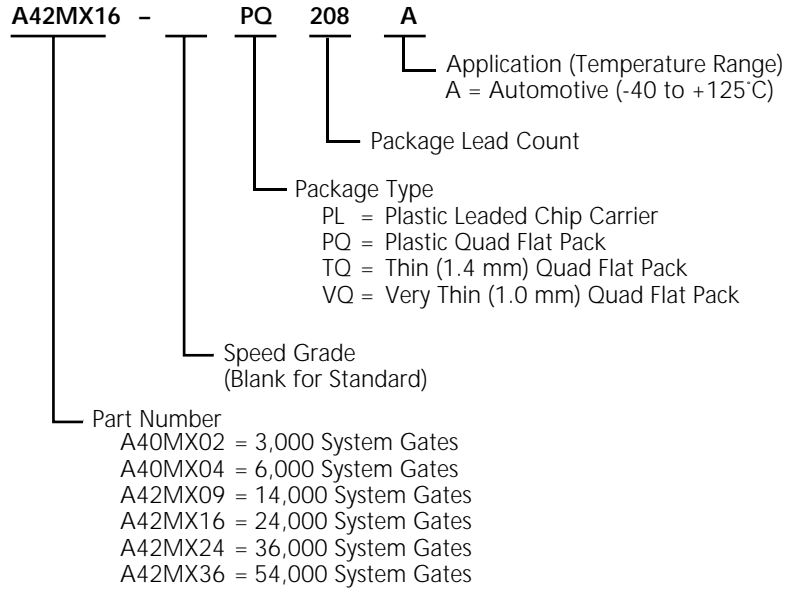 A42MX16 – PQ 208 A
Application (Temperature Range)
A = Automotive (-40 to +125˚C)
Package Lead Count
Package Type
PL = Plastic Leaded Chip Carrier
PQ = Plastic Quad Flat Pack
TQ = Thin (1.4 mm) Quad Flat Pack
VQ = Very Thin (1.0 mm) Quad Flat Pack
Speed Grade
(Blank for Standard)
Part Number
A40MX02 = 3,000 System Gates
A40MX04 = 6,000 System Gates
A42MX09 = 14,000 System Gates
A42MX16 = 24,000 System Gates
A42MX24 = 36,000 System Gates
A42MX36 = 54,000 System Gates